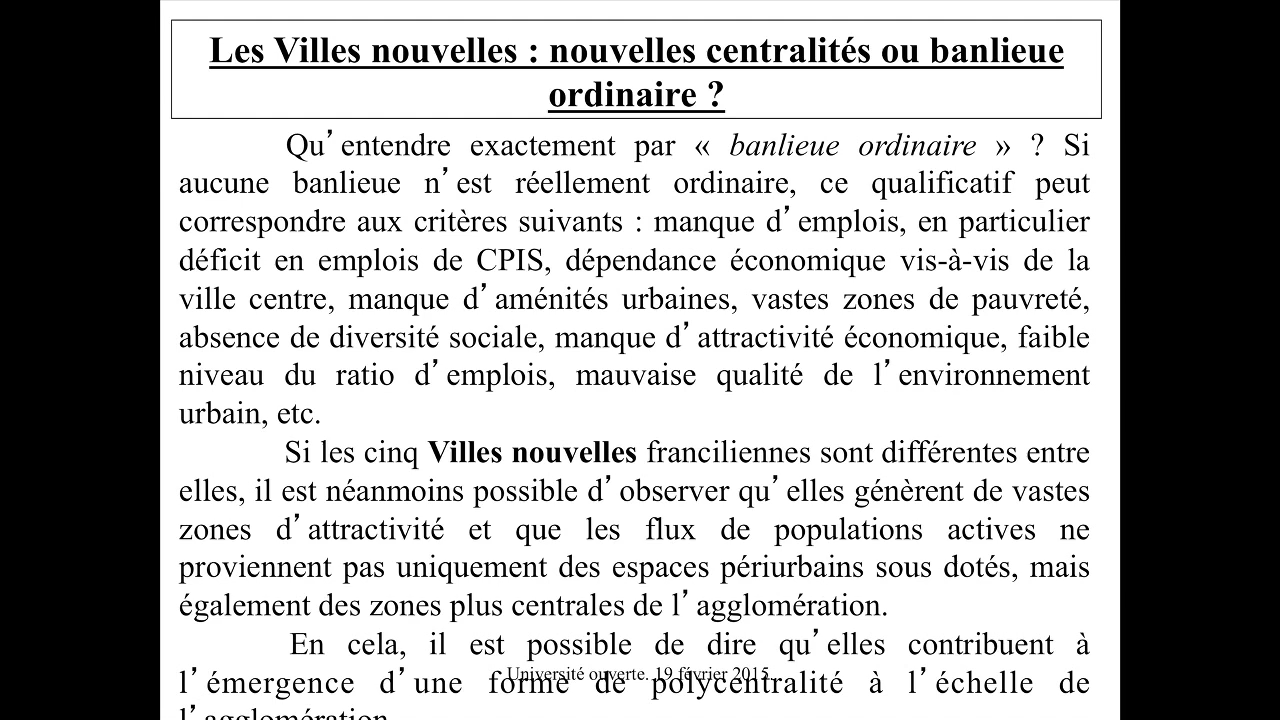 Les Villes nouvelles : nouvelles centralités ou banlieue
ordinaire ?
Qu’entendre exactement par « banlieue ordinaire » ? Si
aucune banlieue n’est réellement ordinaire, ce qualificatif peut
correspondre aux critères suivants : manque d’emplois, en particulier
déficit en emplois de CPIS, dépendance économique vis-à-vis de la
ville centre, manque d’aménités urbaines, vastes zones de pauvreté,
absence de diversité sociale, manque d’attractivité économique, faible
niveau du ratio d’emplois, mauvaise qualité de l’environnement
urbain, etc.
Si les cinq Villes nouvelles franciliennes sont différentes entre
elles, il est néanmoins possible d’observer qu’elles génèrent de vastes
zones d’attractivité et que les flux de populations actives ne
proviennent pas uniquement des espaces périurbains sous dotés, mais
également des zones plus centrales de l’agglomération.
En cela, il est possible de dire qu’elles contribuent à
l’émergence d’une forme de polycentralité à l’échelle de
Université ouverte. 19 février 2015.
l’agglomération